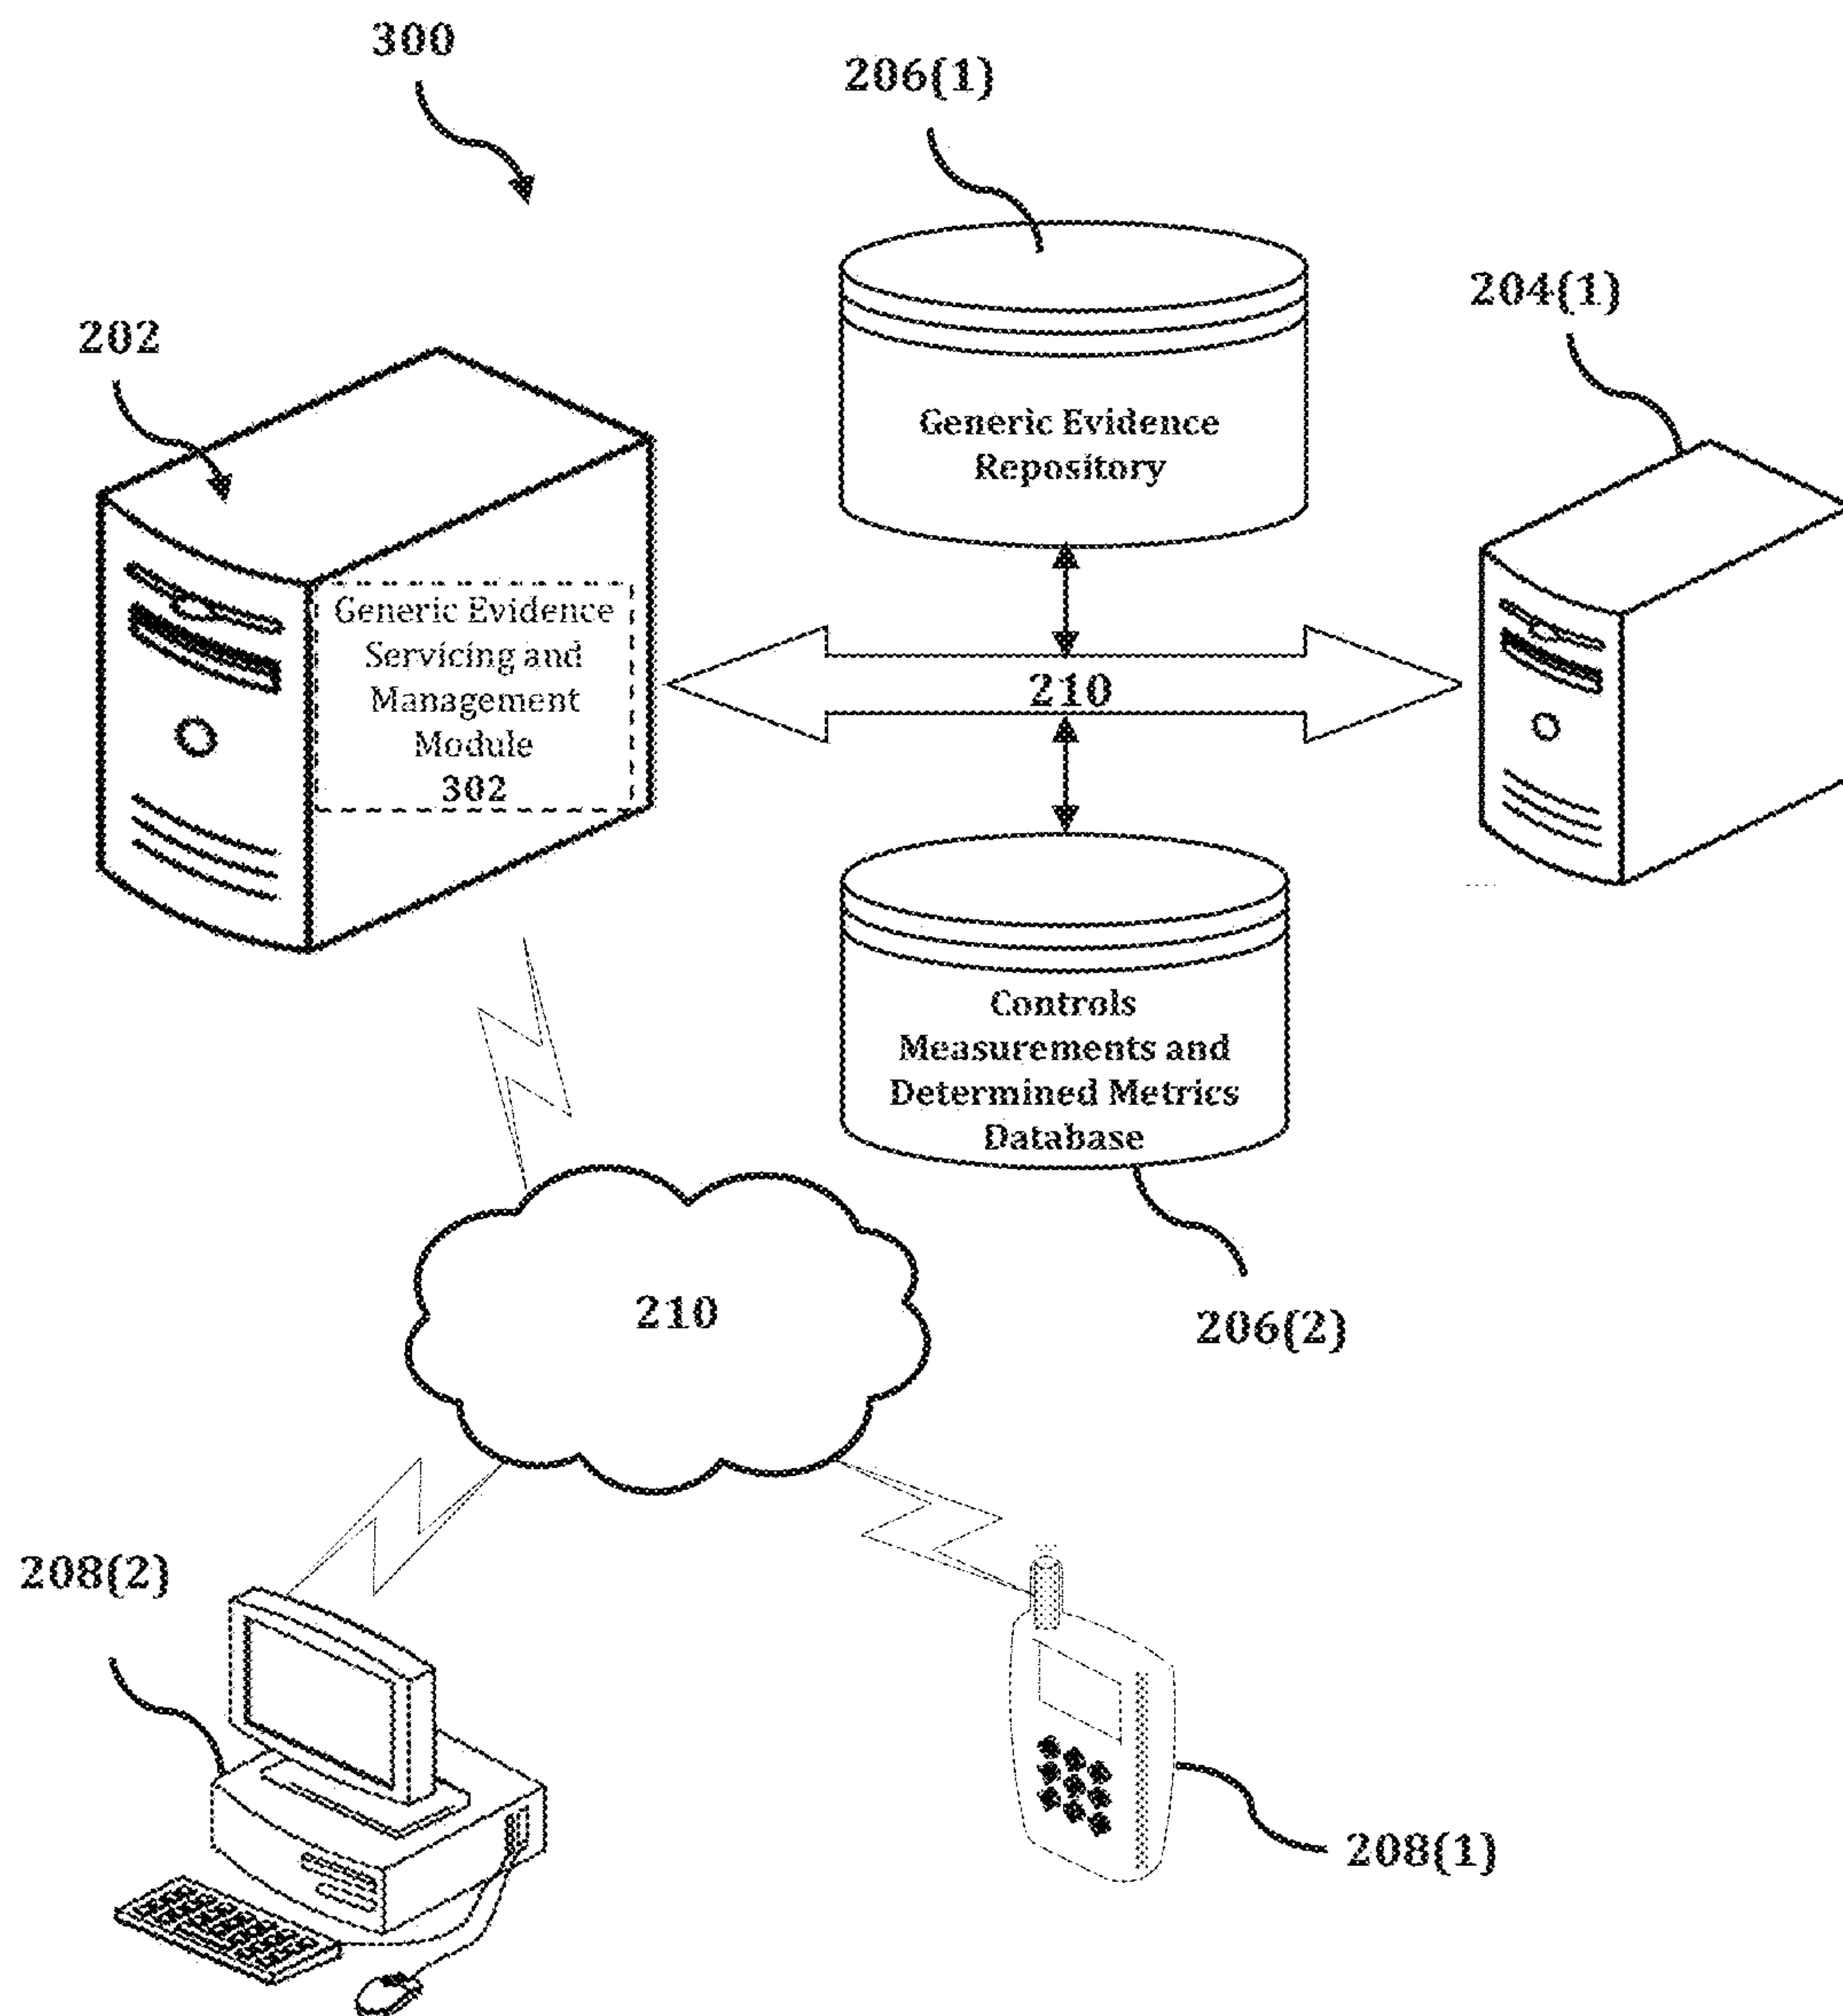 300
206(1)
204(1)
202
Generic Evidence
Repository
Generic Evidence
Servicing and
Management
Module
302
210
Controls
Measurements and
Determined Metrics
Database
206(2)
210
208(2)
208(1)